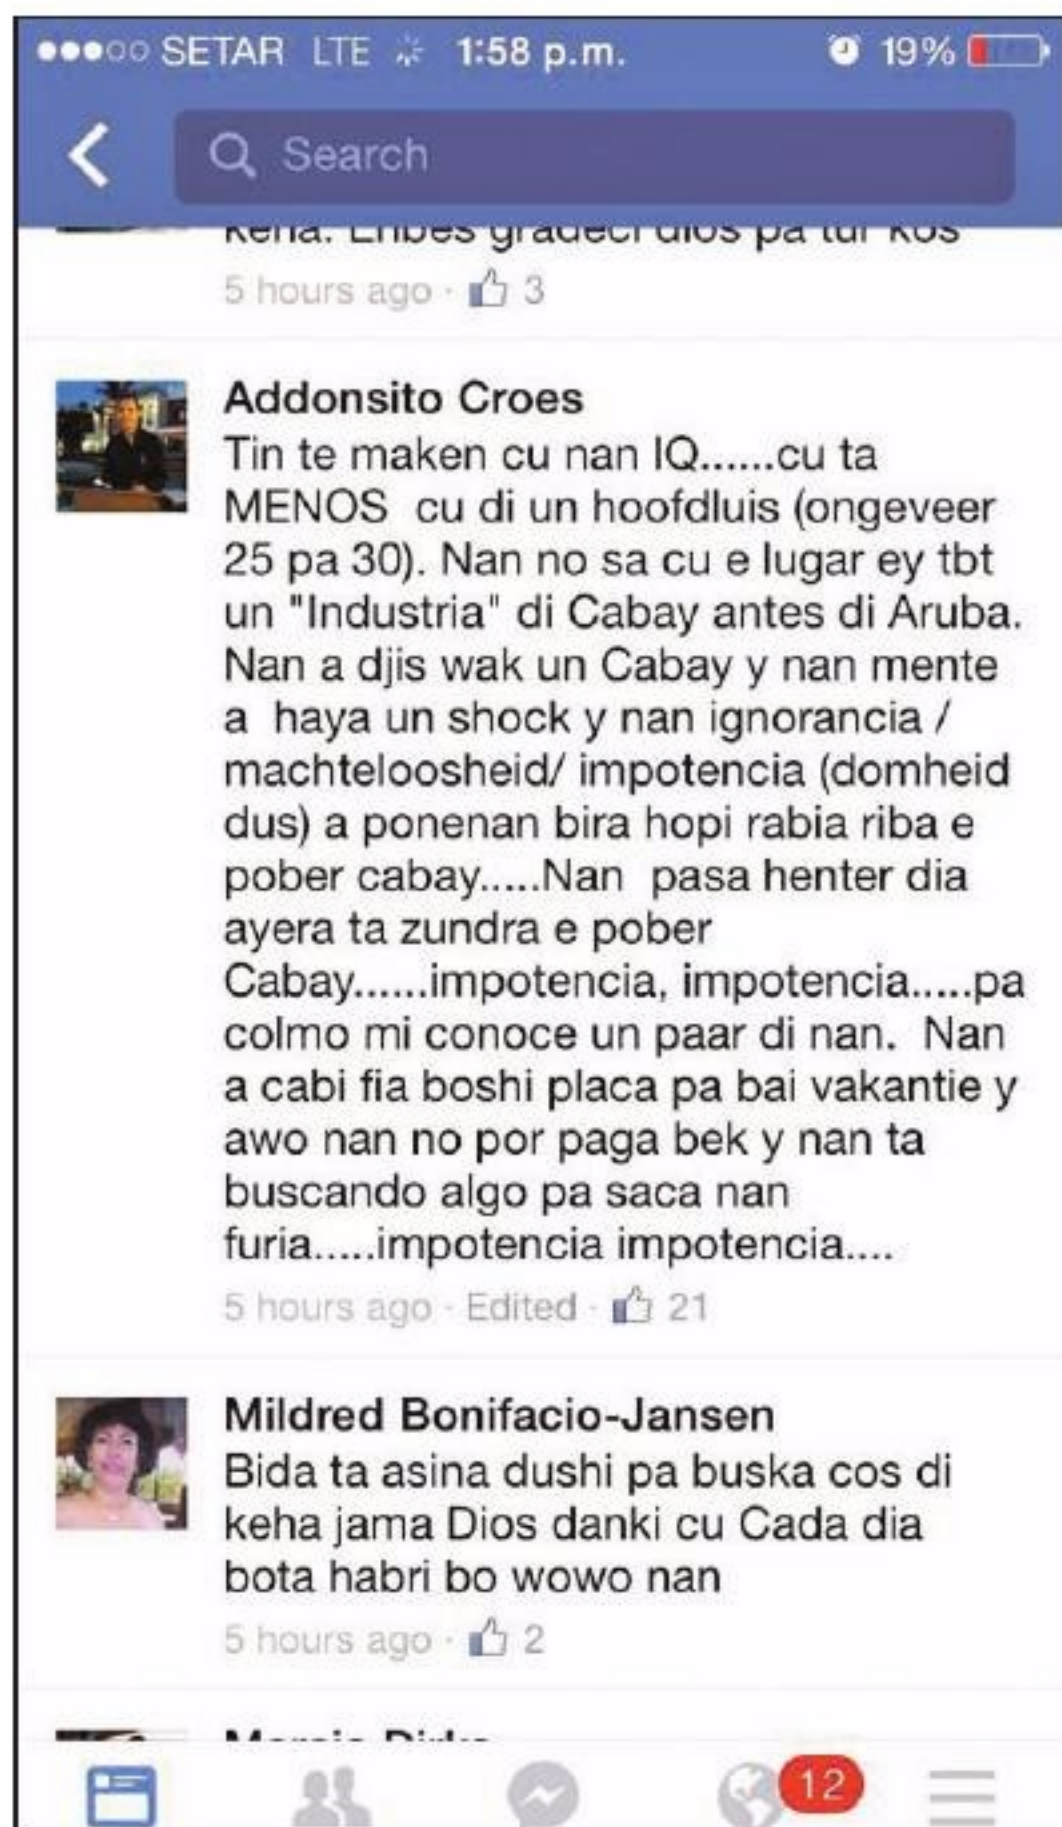 SETAR LTE 1:58 p.m. 19%
Search
keha. Enbes gradeci dios pa tur kos
5 hours ago · 3
Addonsito Croes
Tin te maken cu nan IQ.......cu ta
MENOS cu di un hoofdluis (ongeveer
25 pa 30). Nan no sa cu e lugar ey tbt
un "Industria" di Cabay antes di Aruba.
Nan a djis wak un Cabay y nan mente
a haya un shock y nan ignorancia /
machteloosheid/ impotencia (domheid
dus) a ponenan bira hopi rabia riba e
pober cabay.....Nan pasa henter dia
ayera ta zundra e pober
Cabay......impotencia, impotencia.....pa
colmo mi conoce un paar di nan. Nan
a cabi fia boshi placa pa bai vakantie y
awo nan no por paga bek y nan ta
buscando algo pa saca nan
furia.....impotencia impotencia....
5 hours ago · Edited · 21
Mildred Bonifacio-Jansen
Bida ta asina dushi pa buska cos di
keha jama Dios danki cu Cada dia
bota habri bo wowo nan
5 hours ago · 2
12